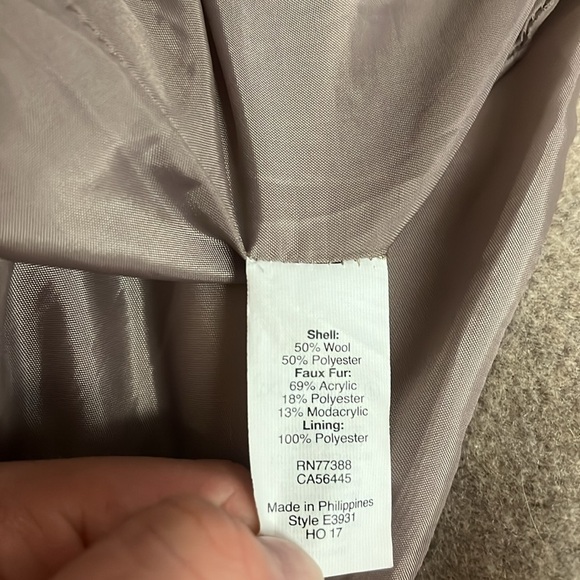 Shell:
50% Wool
50% Polyester
Faux Fur:
69% Acrylic
18% Polyester
13% Modacrylic
Lining:
100% Polyester
RN77388
CA56445
Made in Philippines
Style E3931
HO 17